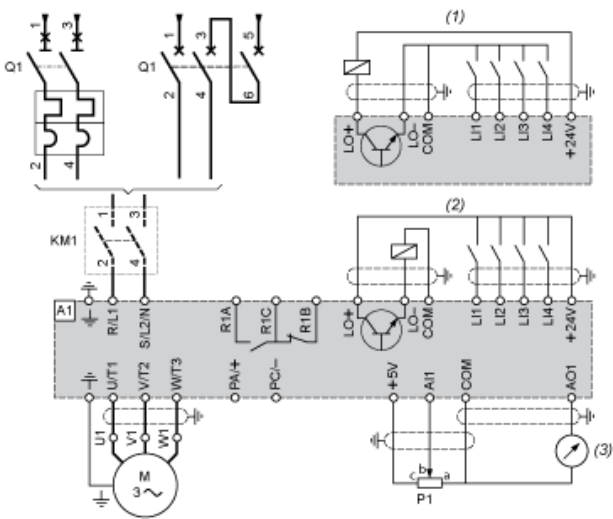 1 3
1 3 5
(1)
Q1
Q1
2 4 6
2 4
LO+ LO- COM LI1 LI2 LI3 LI4 +24V
1 3
KM1
2 4
(2)
A1
R/L1 S/L2/N R1A R1C R1B LO+ LO- COM LI1 LI2 LI3 LI4 +24V
U/T1 V/T2 W/T3 PA/+ PC/– +5V AI1 COM AO1
U1 V1 W1
(3)
M
3
c b a
P1